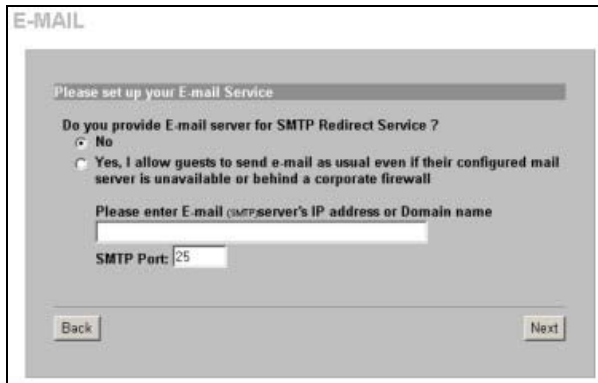 E-MAIL
Please set up your E-mail Service
Do you provide E-mail server for SMTP Redirect Service ?
No
Yes, I allow guests to send e-mail as usual even if their configured mail
server is unavailable or behind a corporate firewall
Please enter E-mail (SMTP)server's IP address or Domain name
SMTP Port: 25
Back Next